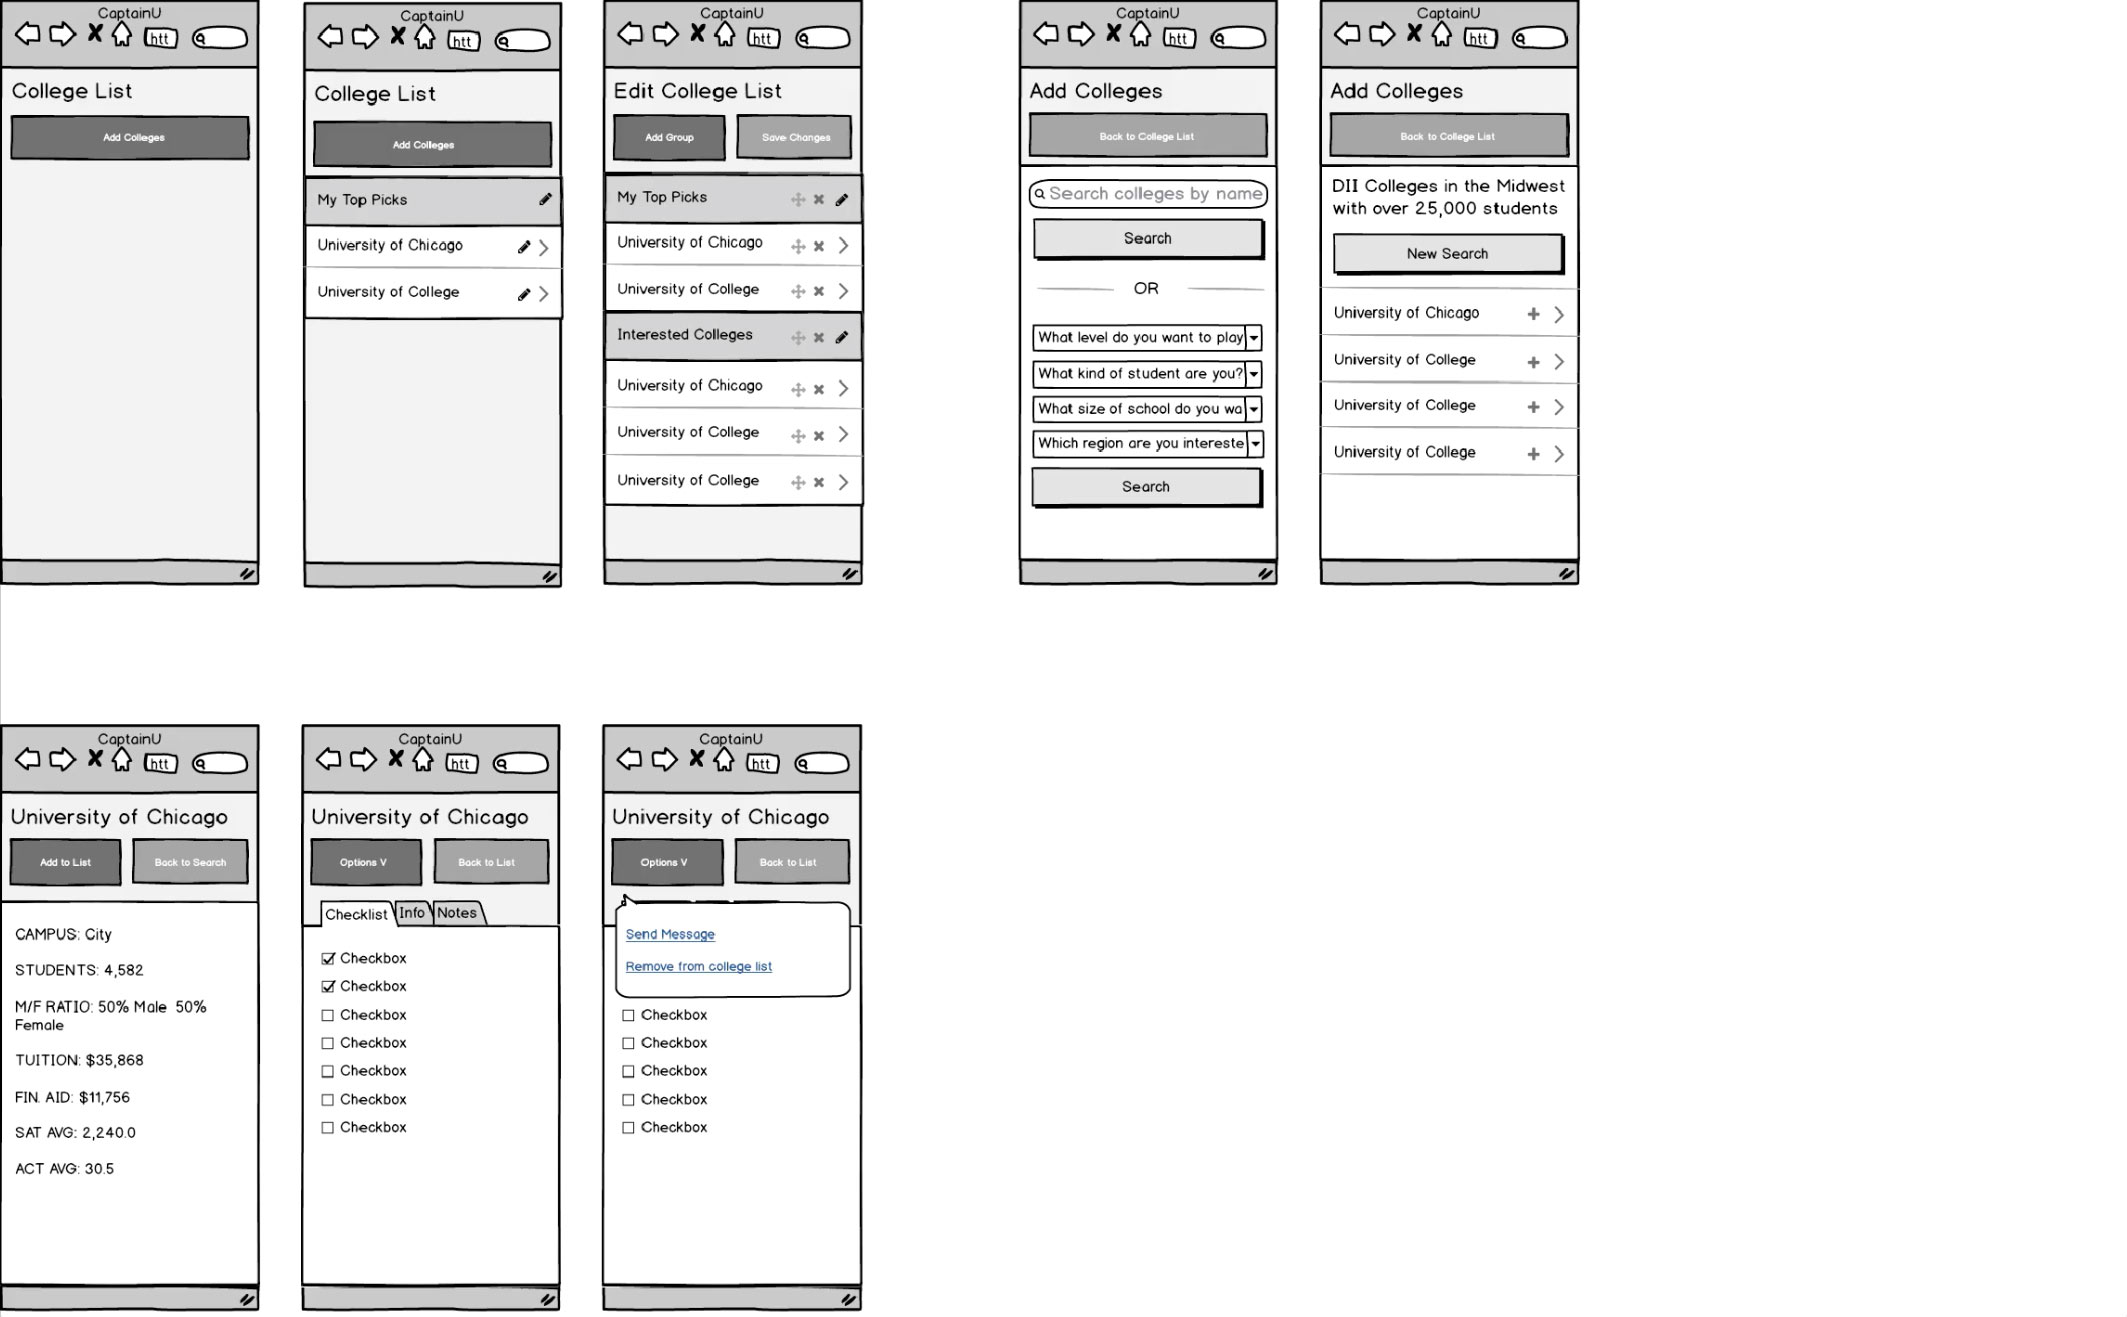 CaptainU
htt
College List
Add Colleges
CaptainU
htt
College List
Add Colleges
My Top Picks
University of Chicago
University of College
CaptainU
htt
Edit College List
Add Group
Save Changes
My Top Picks
University of Chicago
University of College
Interested Colleges
University of Chicago
University of College
University of College
CaptainU
htt
Add Colleges
Back to College List
Search colleges by name
Search
OR
What level do you want to play
What kind of student are you?
What size of school do you wa
Which region are you intereste
Search
CaptainU
htt
Add Colleges
Back to College List
DII Colleges in the Midwest
with over 25,000 students
New Search
University of Chicago
University of College
University of College
University of College
CaptainU
htt
University of Chicago
Add to List
Back to Search
CAMPUS: City
STUDENTS: 4,582
M/F RATIO: 50% Male 50%
Female
TUITION: $35,868
FIN. AID: $11,756
SAT AVG: 2,240.0
ACT AVG: 30.5
CaptainU
htt
University of Chicago
Options V
Back to List
Checklist
Info
Notes
Checkbox
Checkbox
Checkbox
Checkbox
Checkbox
Checkbox
Checkbox
CaptainU
htt
University of Chicago
Options V
Back to List
Send Message
Remove from college list
Checkbox
Checkbox
Checkbox
Checkbox
Checkbox